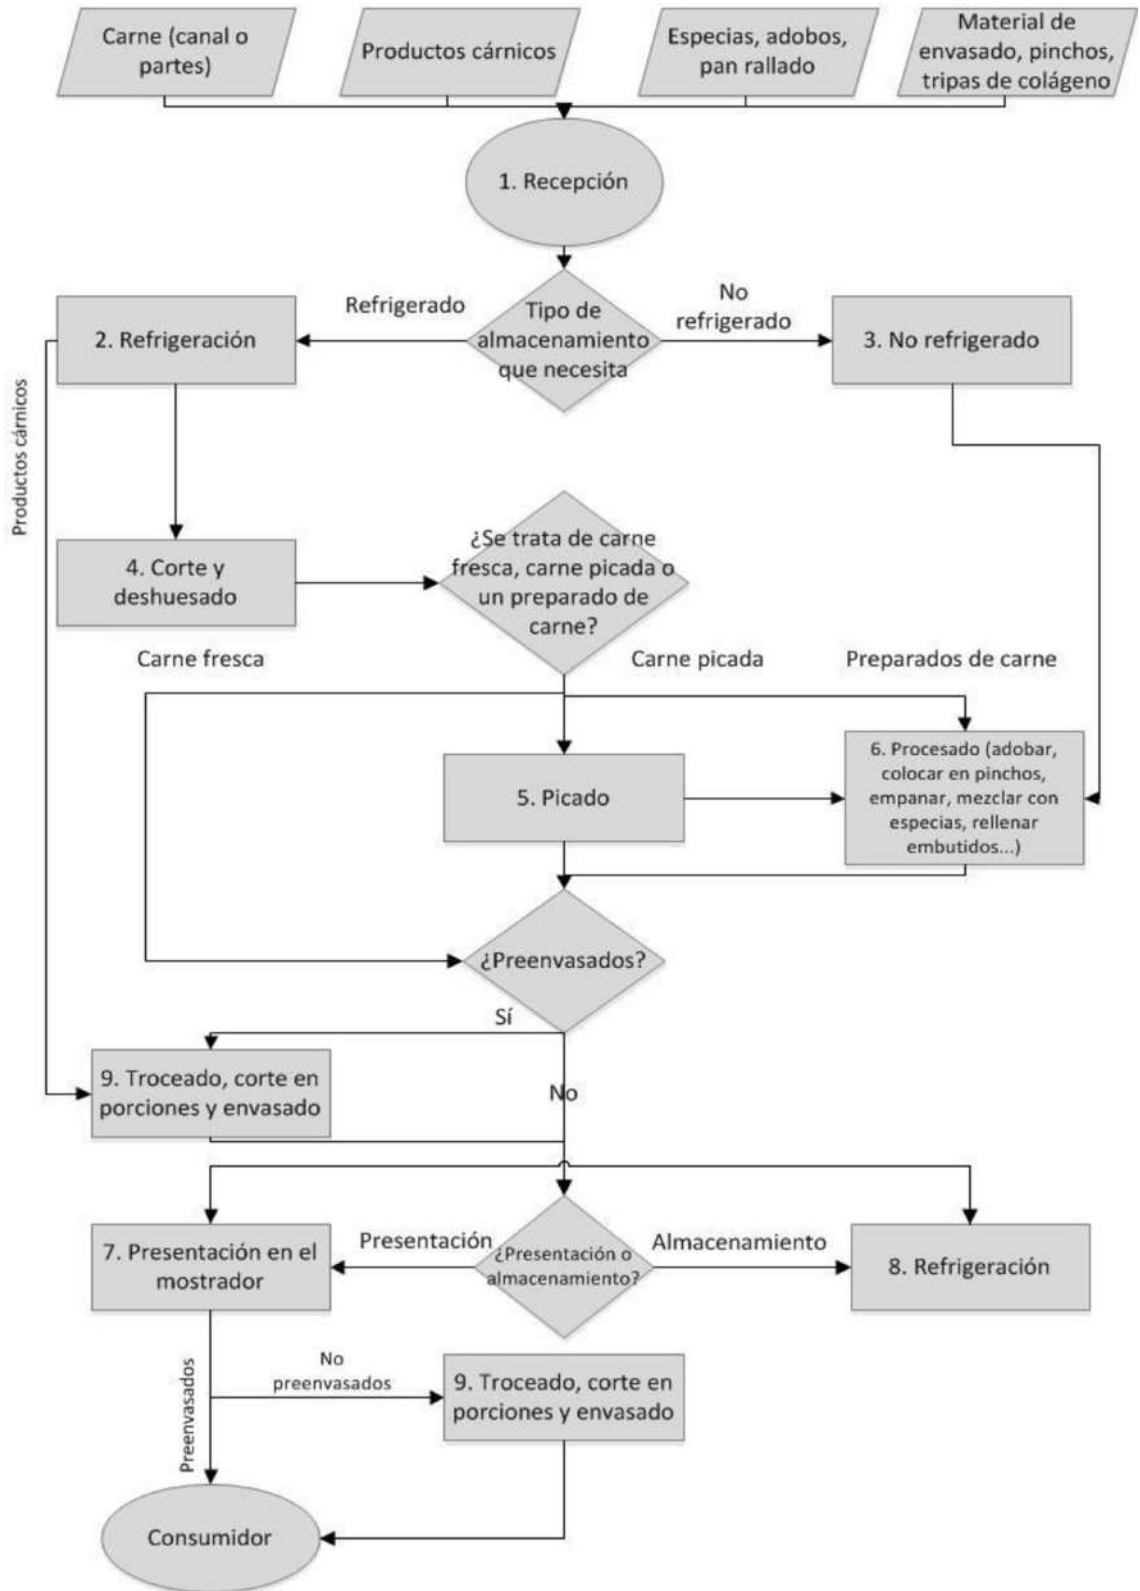 Carne (canal o
partes)
Productos cárnicos
Especias, adobos,
pan rallado
Material de
envasado, pinchos,
tripas de colágeno
1. Recepción
Refrigerado
No
refrigerado
2. Refrigeración
Tipo de
almacenamiento
que necesita
3. No refrigerado
Productos cárnicos
4. Corte y
deshuesado
¿Se trata de carne
fresca, carne picada o
un preparado de
carne?
Carne fresca
Carne picada
Preparados de carne
5. Picado
6. Procesado (adobar,
colocar en pinchos,
empanar, mezclar con
especias, rellenar
embutidos...)
¿Preenvasados?
Sí
9. Troceado, corte en
porciones y envasado
No
7. Presentación en el
mostrador
Presentación
¿Presentación o
almacenamiento?
Almacenamiento
8. Refrigeración
Preenvasados
No
preenvasados
9. Troceado, corte en
porciones y envasado
Consumidor